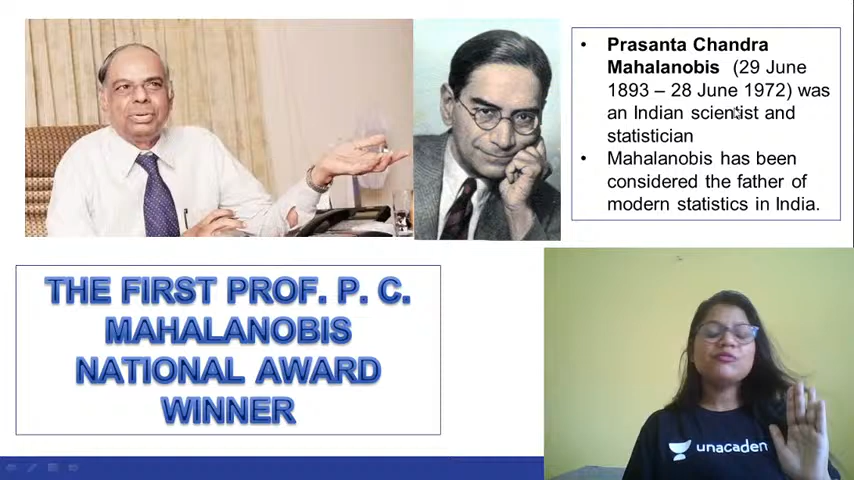 • Prasanta Chandra
Mahalanobis (29 June
1893 – 28 June 1972) was
an Indian scientist and
statistician
• Mahalanobis has been
considered the father of
modern statistics in India.
THE FIRST PROF. P. C.
MAHALANOBIS
NATIONAL AWARD
WINNER
unacaden